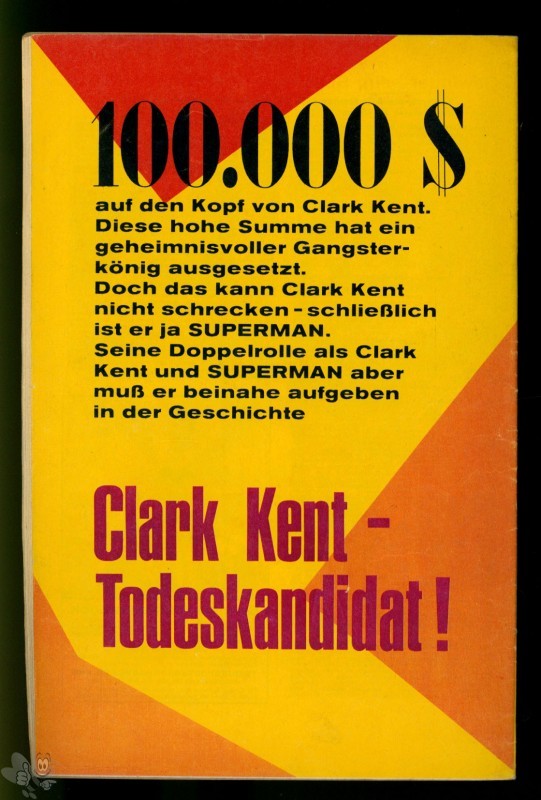 100.000 $
auf den Kopf von Clark Kent.
Diese hohe Summe hat ein
geheimnisvoller Gangster-
könig ausgesetzt.
Doch das kann Clark Kent
nicht schrecken - schließlich
ist er ja SUPERMAN.
Seine Doppelrolle als Clark
Kent und SUPERMAN aber
muß er beinahe aufgeben
in der Geschichte
Clark Kent -
Todeskandidat!